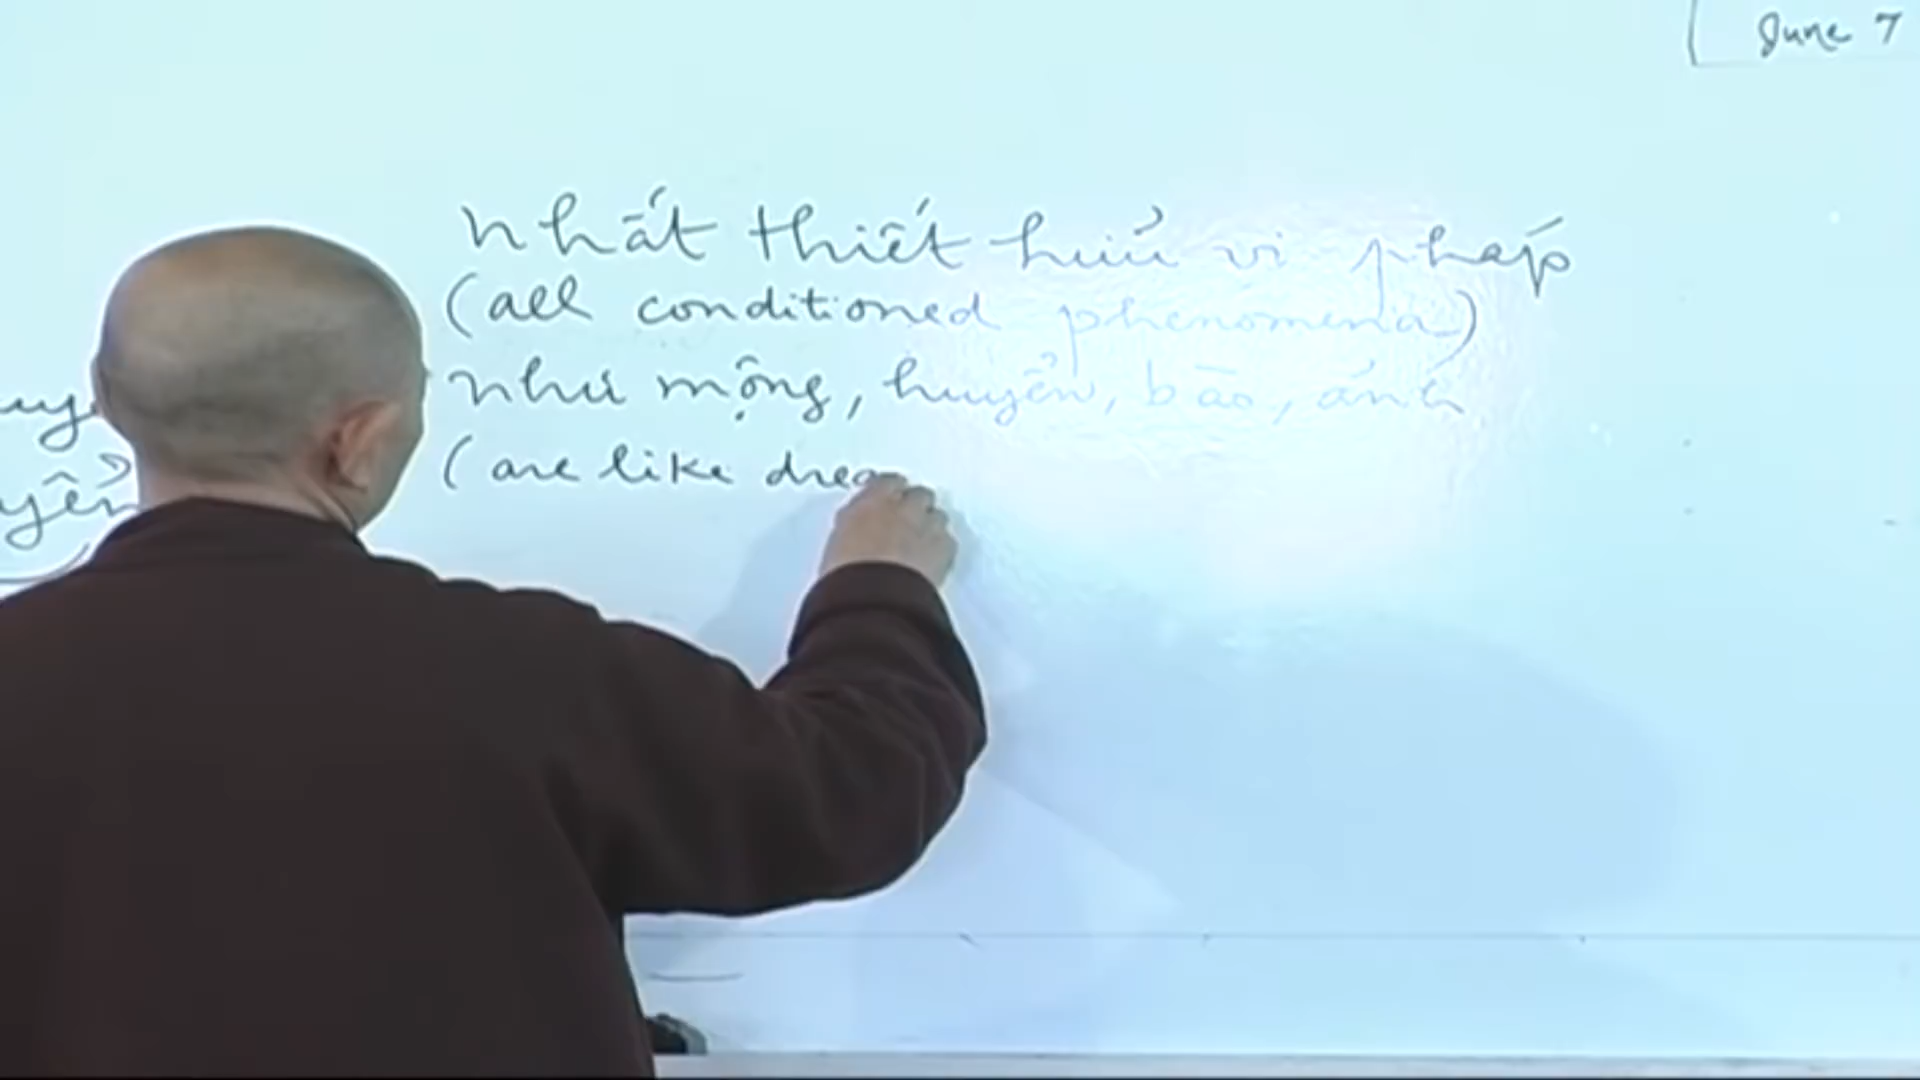 June 7
nhất thiết hữu vi pháp
(all conditioned phenomena)
như mộng, huyễn, bào, ảnh
(are like drea